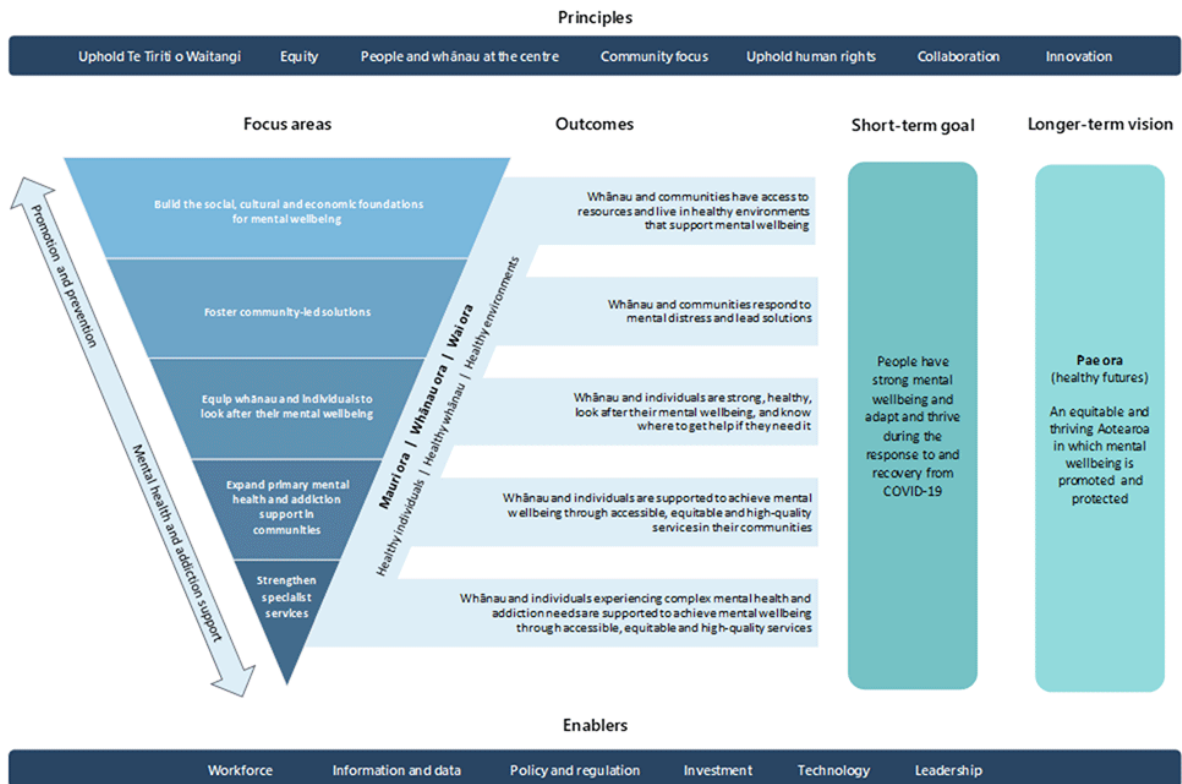 Principles
Uphold Te Tiriti o Waitangi Equity People and whānau at the centre Community focus Uphold human rights Collaboration Innovation
Focus areas
Outcomes
Short-term goal
Longer-term vision
Promotion and prevention
Mental health and addiction support
Build the social, cultural and economic foundations
for mental wellbeing
Foster community-led solutions
Equip whānau and individuals to
look after their mental wellbeing
Expand primary mental
health and addiction
support in
communities
Strengthen
specialist
services
Mauri ora | Whānau ora | Wai ora
Healthy individuals | Healthy whānau | Healthy environments
Whānau and communities have access to
resources and live in healthy environments
that support mental wellbeing
Whānau and communities respond to
mental distress and lead solutions
Whānau and individuals are strong, healthy,
look after their mental wellbeing, and know
where to get help if they need it
Whānau and individuals are supported to achieve mental
wellbeing through accessible, equitable and high-quality
services in their communities
Whānau and individuals experiencing complex mental health and
addiction needs are supported to achieve mental wellbeing
through accessible, equitable and high-quality services
People have
strong mental
wellbeing and
adapt and thrive
during the
response to and
recovery from
COVID-19
Pae ora
(healthy futures)
An equitable and
thriving Aotearoa
in which mental
wellbeing is
promoted and
protected
Enablers
Workforce Information and data Policy and regulation Investment Technology Leadership